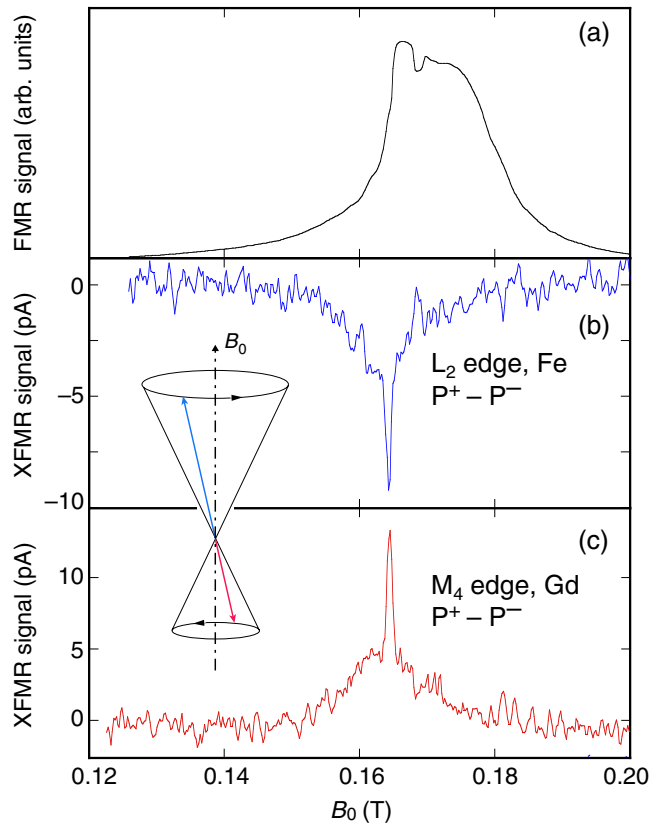 (a)
FMR signal (arb. units)
0
−5
−10
XFMR signal (pA)
(b)
L₂ edge, Fe
P⁺ – P⁻
B₀
10
5
0
XFMR signal (pA)
(c)
M₄ edge, Gd
P⁺ – P⁻
0.12 0.14 0.16 0.18 0.20
B₀ (T)